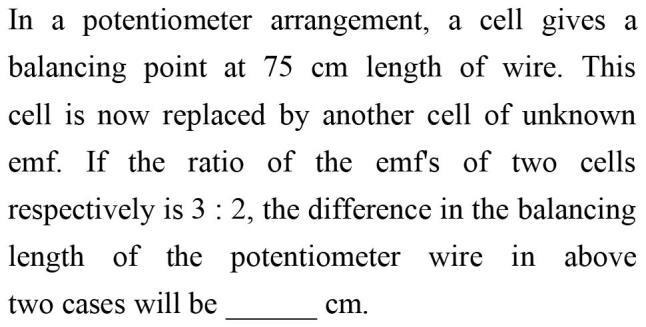 In a potentiometer arrangement, a cell gives a
balancing point at 75 cm length of wire. This
cell is now replaced by another cell of unknown
emf. If the ratio of the emf's of two cells
respectively is 3 : 2, the difference in the balancing
length of the potentiometer wire in above
two cases will be _______ cm.